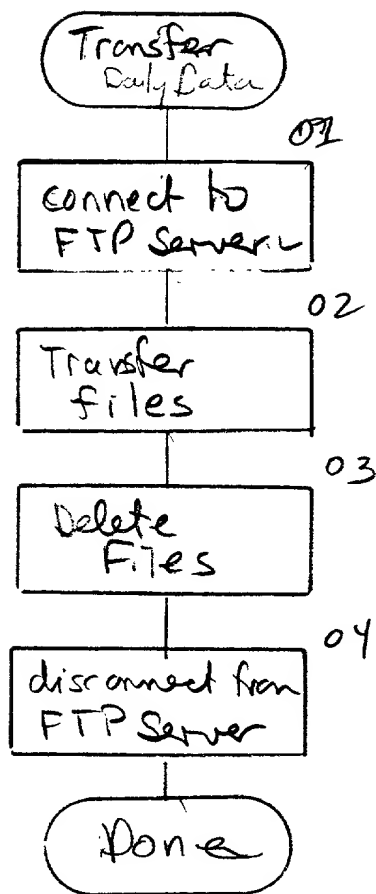 Transfer
Daily Data
01
connect to
FTP Server
02
Transfer
files
03
Delete
Files
04
disconnect from
FTP Server
Done